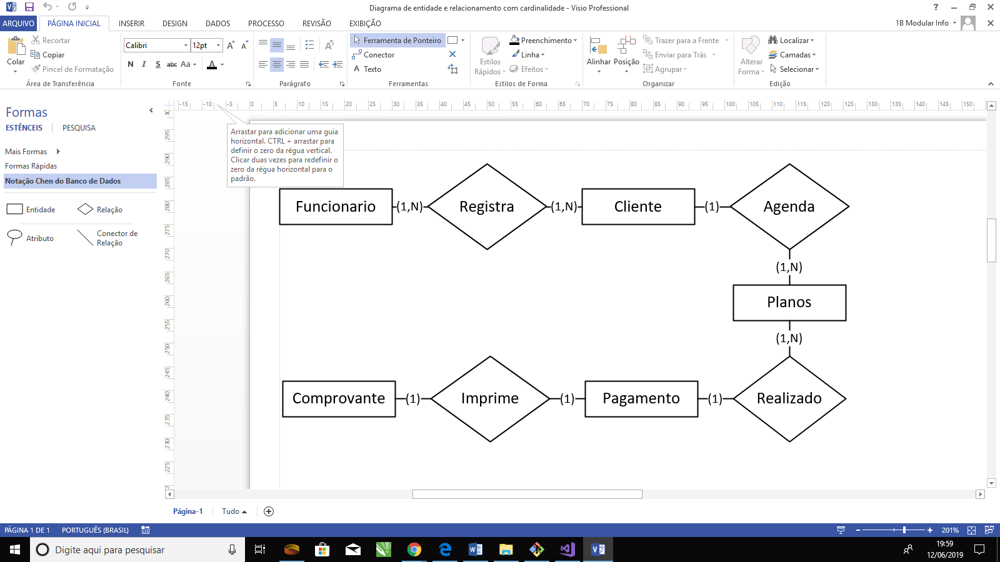 Diagrama de entidade e relacionamento com cardinalidade - Visio Professional
ARQUIVO PÁGINA INICIAL INSERIR DESIGN DADOS PROCESSO REVISÃO EXIBIÇÃO 1B Modular Info
Colar
Recortar
Copiar
Pincel de Formatação
Área de Transferência
Calibri 12pt
N I S abc Aa A
Fonte
Parágrafo
Ferramenta de Ponteiro
Conector
A Texto
Ferramentas
Estilos
Rápidos
Preenchimento
Linha
Efeitos
Estilos de Forma
Alinhar
Posição
Trazer para a Frente
Enviar para Trás
Agrupar
Organizar
Alterar
Forma
Localizar
Camadas
Selecionar
Edição
Formas
ESTÊNCEIS PESQUISA
Mais Formas
Formas Rápidas
Notação Chen do Banco de Dados
Entidade Relação
Atributo
Conector de
Relação
-15 -10 -5 0 5 10 15 20 25 30 35 40 45 50 55 60 65 70 75 80 85 90 95 100 105 110 115 120 125 130 135 140 145 150
295 290 285 280 275 270 265 260 255 250 245 240 235 230 225
Arrastar para adicionar uma guia
horizontal. CTRL + arrastar para
definir o zero da régua vertical.
Clicar duas vezes para redefinir o
zero da régua horizontal para o
padrão.
Funcionario (1,N) Registra (1,N) Cliente (1) Agenda
(1,N)
Planos
(1,N)
Comprovante (1) Imprime (1) Pagamento (1) Realizado
Página-1 Tudo
PÁGINA 1 DE 1 PORTUGUÊS (BRASIL) 201%
Digite aqui para pesquisar
19:59
12/06/2019